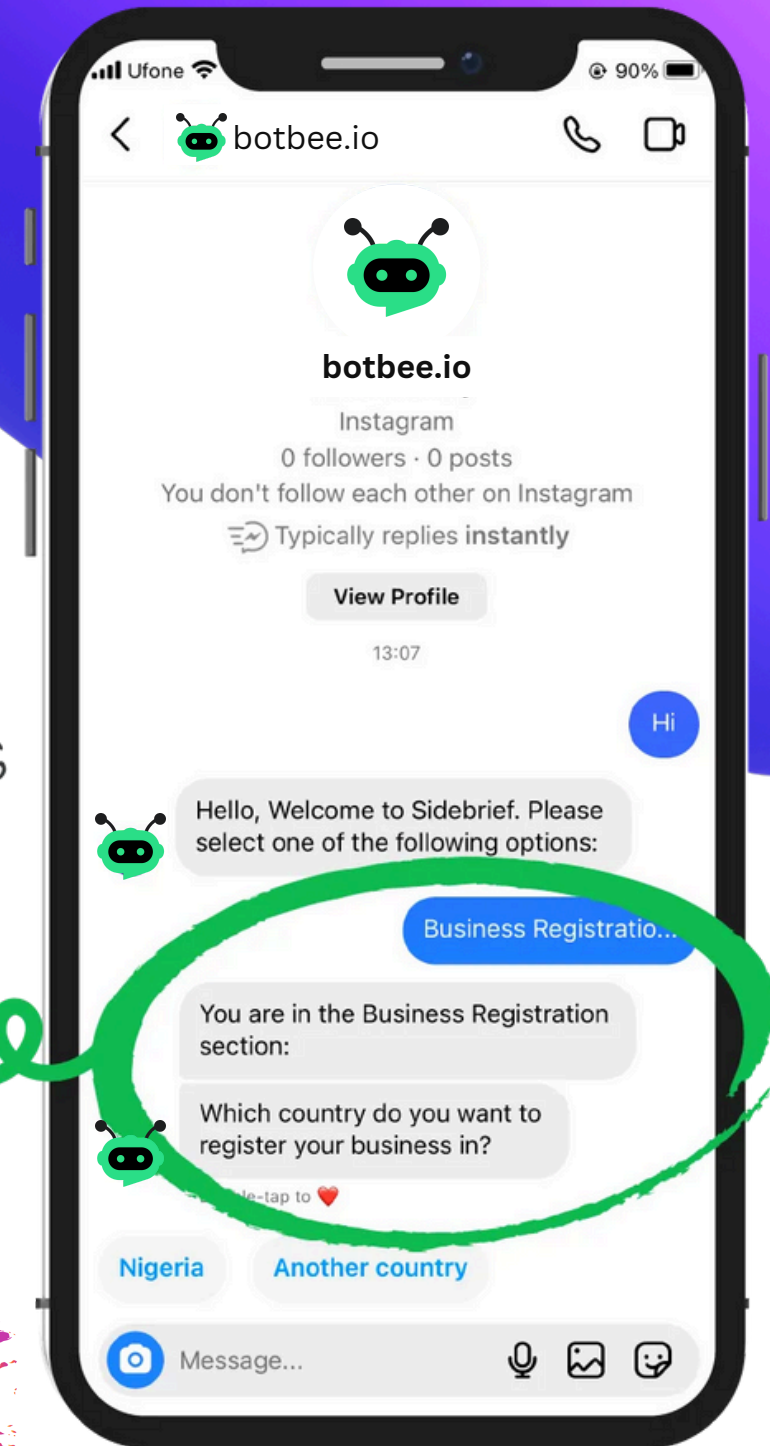 Ufone
90%
botbee.io
botbee.io
Instagram
0 followers · 0 posts
You don't follow each other on Instagram
Typically replies instantly
View Profile
13:07
Hi
Hello, Welcome to Sidebrief. Please
select one of the following options:
Business Registratio...
You are in the Business Registration
section:
Which country do you want to
register your business in?
tap to ❤️
Nigeria
Another country
Message...